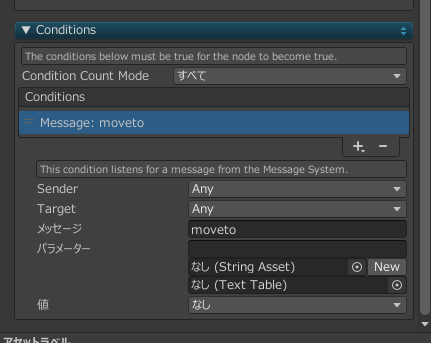 Conditions
The conditions below must be true for the node to become true.
Condition Count Mode すべて
Conditions
Message: moveto
This condition listens for a message from the Message System.
Sender Any
Target Any
メッセージ moveto
パラメーター
なし (String Asset) New
なし (Text Table)
値 なし
アセットラベル